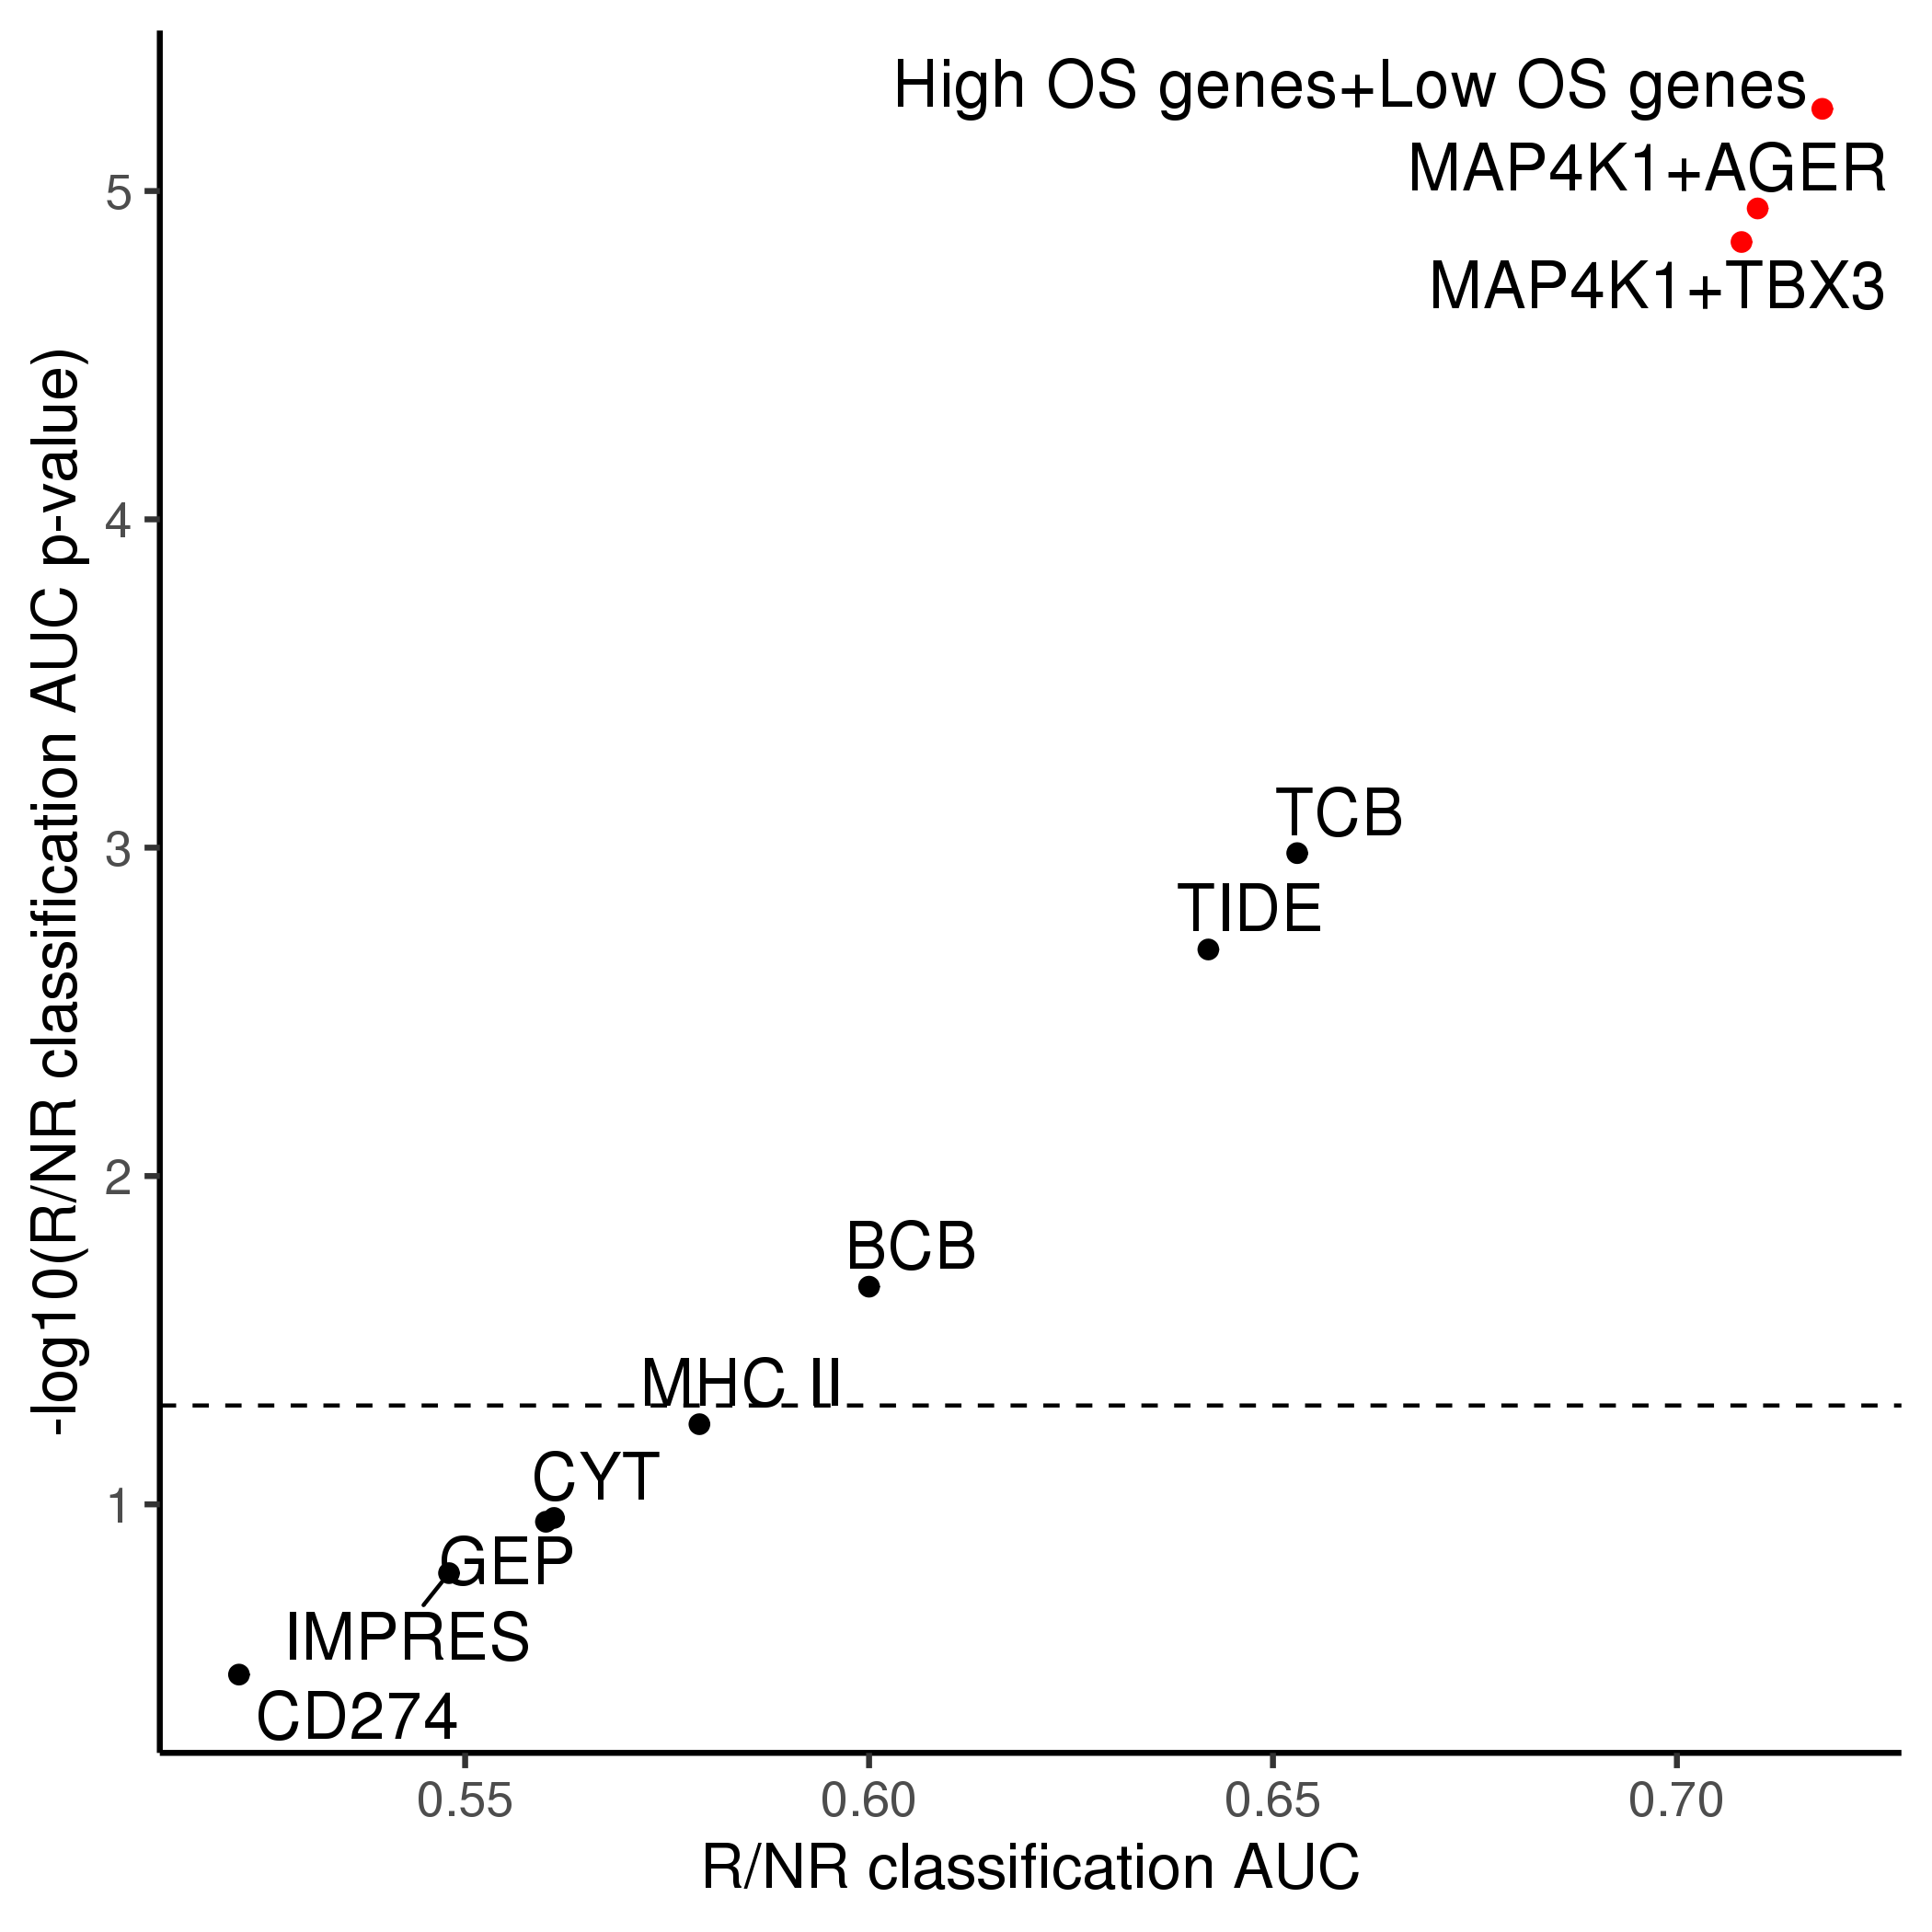 High OS genes+Low OS genes
MAP4K1+AGER
MAP4K1+TBX3
TCB
TIDE
BCB
MHC II
CYT
GEP
IMPRES
CD274
5
4
3
2
1
0.55
0.60
0.65
0.70
R/NR classification AUC
-log10(R/NR classification AUC p-value)